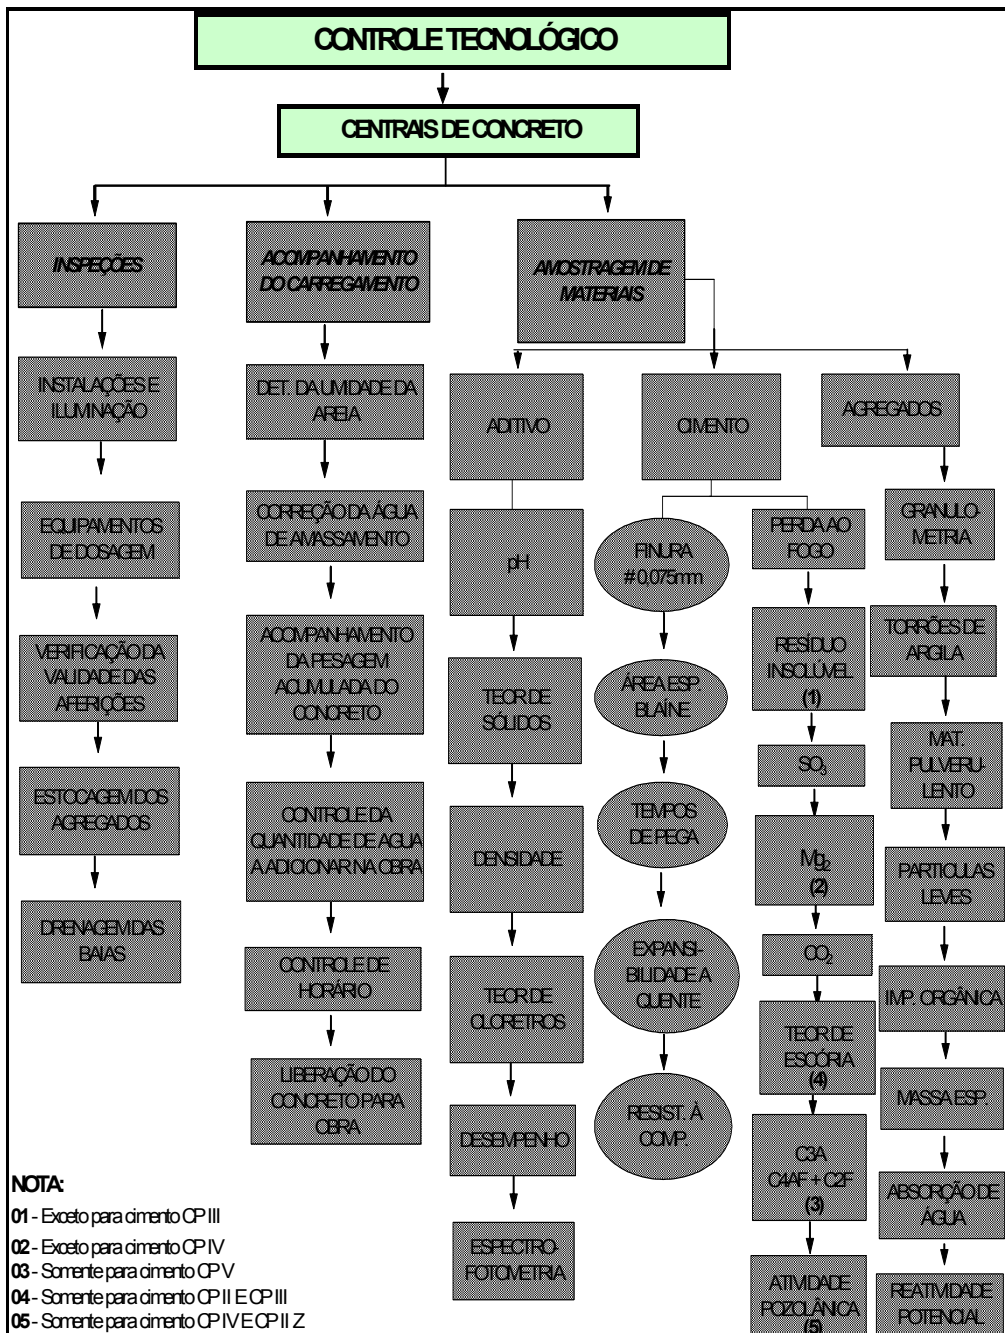 CONTROLE TECNOLÓGICO
CENTRAIS DE CONCRETO
INSPEÇÕES
INSTALAÇÕES E
ILUMINAÇÃO
EQUIPAMENTOS
DE DOSAGEM
VERIFICAÇÃO DA
VALIDADE DAS
AFERIÇÕES
ESTOCAGEM DOS
AGREGADOS
DRENAGEM DAS
BAIAS
ACOMPANHAMENTO
DO CARREGAMENTO
DET. DA UMIDADE DA
AREIA
CORREÇÃO DA ÁGUA
DE AMASSAMENTO
ACOMPANHAMENTO
DA PESAGEM
ACUMULADA DO
CONCRETO
CONTROLE DA
QUANTIDADE DE AGUA
A ADICIONAR NA OBRA
CONTROLE DE
HORÁRIO
LIBERAÇÃO DO
CONCRETO PARA
OBRA
AMOSTRAGEM DE
MATERIAIS
ADITIVO
pH
TEOR DE
SÓLIDOS
DENSIDADE
TEOR DE
CLORETROS
DESEMPENHO
ESPECTRO-
FOTOMETRIA
CIMENTO
FINURA
# 0,075mm
ÁREA ESP.
BLAÍNE
TEMPOS
DE PEGA
EXPANSI-
BILIDADE A
QUENTE
RESIST. À
COMP.
PERDA AO
FOGO
RESÍDUO
INSOLÚVEL
(1)
SO3
Mg2
(2)
CO2
TEOR DE
ESCÓRIA
(4)
C3A
C4AF + C2F
(3)
ATIVIDADE
POZOLÂNICA
(5)
AGREGADOS
GRANULO-
METRIA
TORRÕES DE
ARGILA
MAT.
PULVERU-
LENTO
PARTICULAS
LEVES
IMP. ORGÂNICA
MASSA ESP.
ABSORÇÃO DE
ÁGUA
REATIVIDADE
POTENCIAL
NOTA:
01 - Exceto para cimento CP III
02 - Exceto para cimento CP IV
03 - Somente para cimento CP V
04 - Somente para cimento CP II E CP III
05 - Somente para cimento CP IV E CP II Z